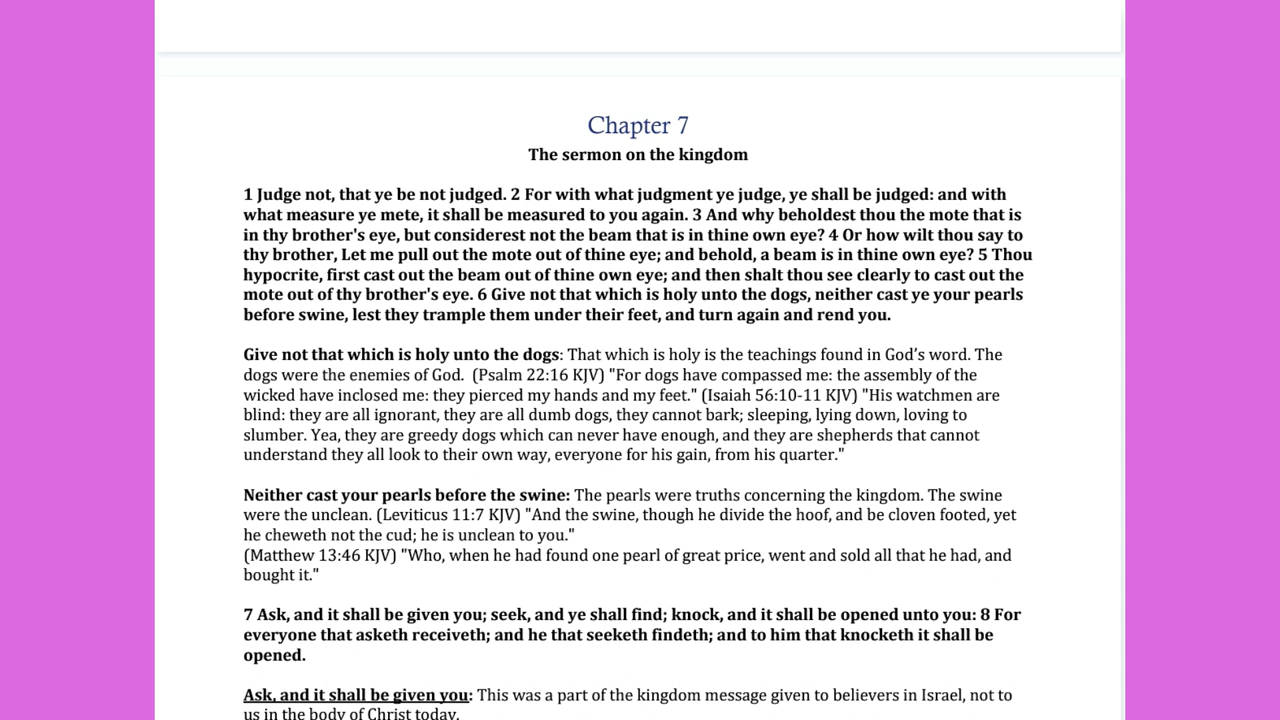 Chapter 7
The sermon on the kingdom
1 Judge not, that ye be not judged. 2 For with what judgment ye judge, ye shall be judged: and with
what measure ye mete, it shall be measured to you again. 3 And why beholdest thou the mote that is
in thy brother's eye, but considerest not the beam that is in thine own eye? 4 Or how wilt thou say to
thy brother, Let me pull out the mote out of thine eye; and behold, a beam is in thine own eye? 5 Thou
hypocrite, first cast out the beam out of thine own eye; and then shalt thou see clearly to cast out the
mote out of thy brother's eye. 6 Give not that which is holy unto the dogs, neither cast ye your pearls
before swine, lest they trample them under their feet, and turn again and rend you.
Give not that which is holy unto the dogs: That which is holy is the teachings found in God’s word. The
dogs were the enemies of God.  (Psalm 22:16 KJV) "For dogs have compassed me: the assembly of the
wicked have inclosed me: they pierced my hands and my feet." (Isaiah 56:10-11 KJV) "His watchmen are
blind: they are all ignorant, they are all dumb dogs, they cannot bark; sleeping, lying down, loving to
slumber. Yea, they are greedy dogs which can never have enough, and they are shepherds that cannot
understand they all look to their own way, everyone for his gain, from his quarter."
Neither cast your pearls before the swine: The pearls were truths concerning the kingdom. The swine
were the unclean. (Leviticus 11:7 KJV) "And the swine, though he divide the hoof, and be cloven footed, yet
he cheweth not the cud; he is unclean to you."
(Matthew 13:46 KJV) "Who, when he had found one pearl of great price, went and sold all that he had, and
bought it."
7 Ask, and it shall be given you; seek, and ye shall find; knock, and it shall be opened unto you: 8 For
everyone that asketh receiveth; and he that seeketh findeth; and to him that knocketh it shall be
opened.
Ask, and it shall be given you: This was a part of the kingdom message given to believers in Israel, not to
us in the body of Christ today.